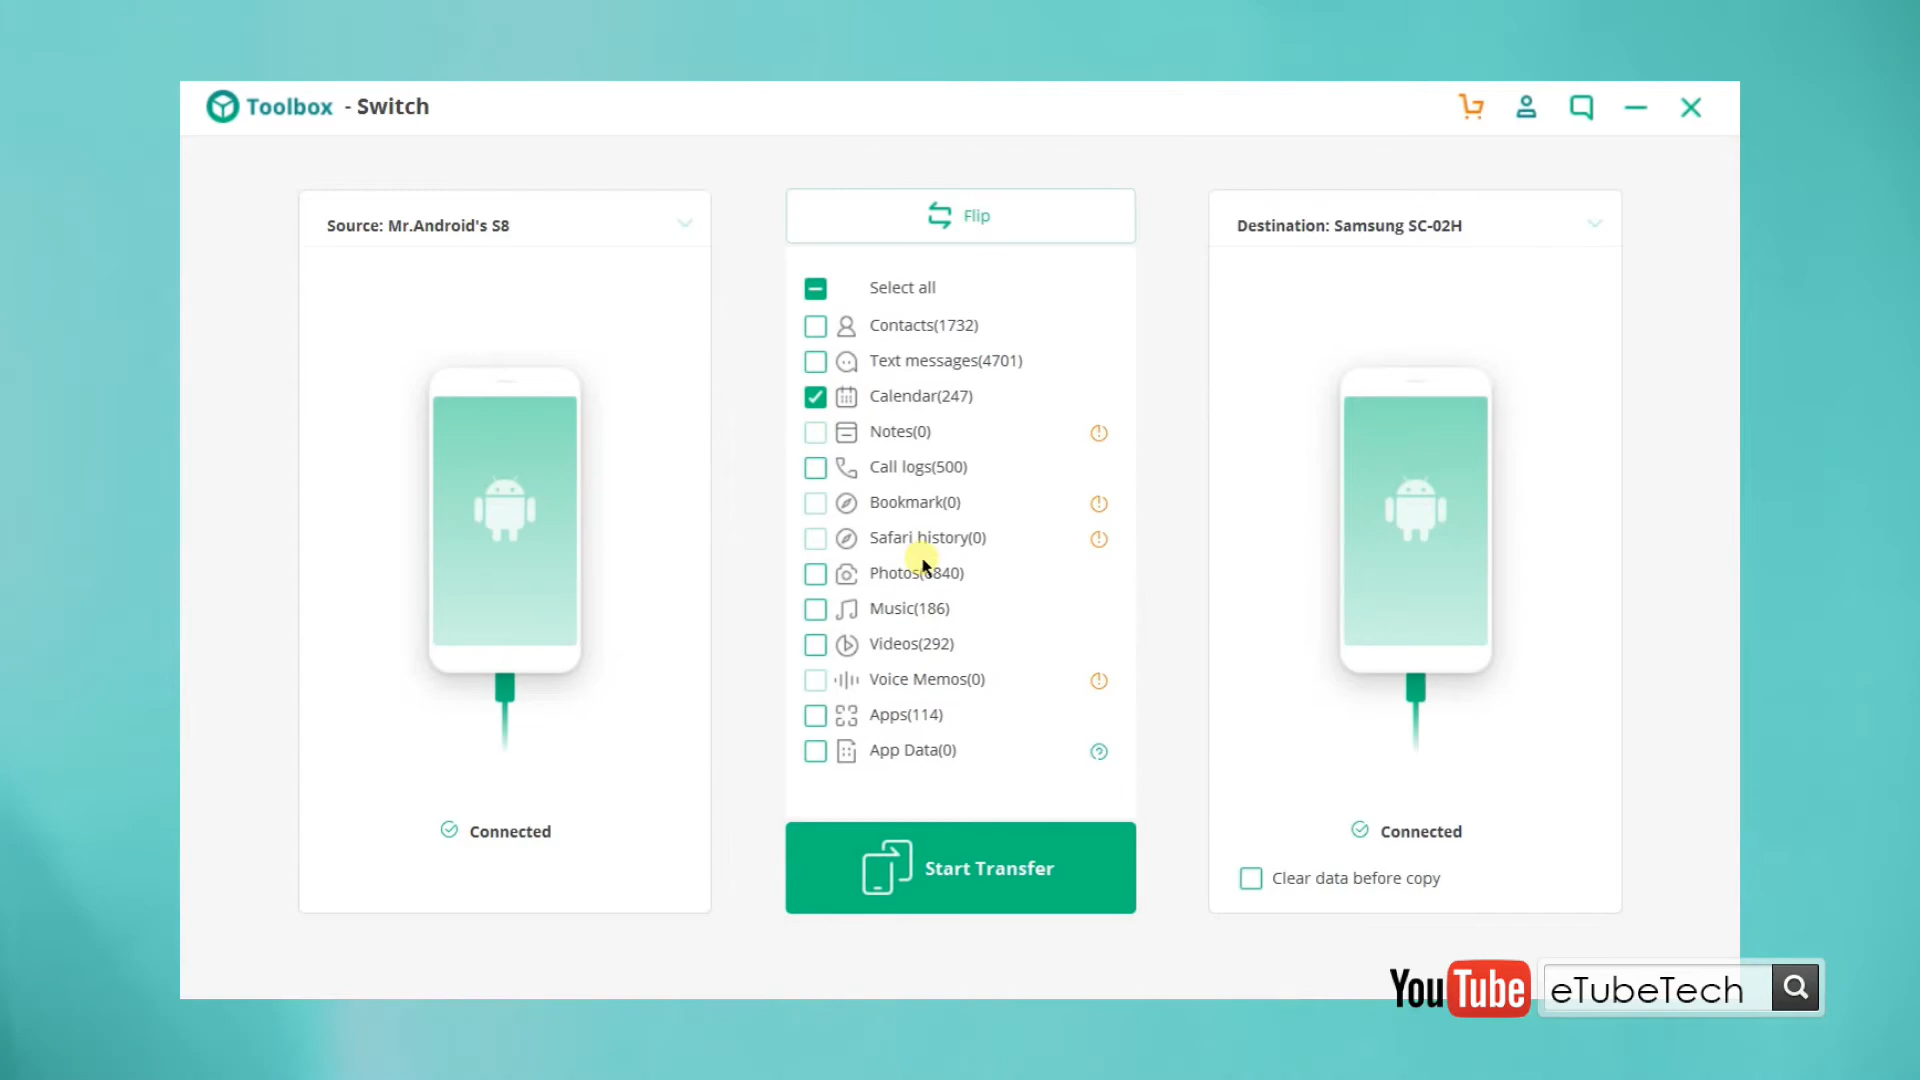 Toolbox - Switch
Source: Mr.Android's S8
Flip
Destination: Samsung SC-02H
Select all
Contacts(1732)
Text messages(4701)
Calendar(247)
Notes(0)
Call logs(500)
Bookmark(0)
Safari history(0)
Music(186)
Videos(292)
Voice Memos(0)
Apps(114)
App Data(0)
Connected
Connected
Start Transfer
Clear data before copy
YouTube eTubeTech